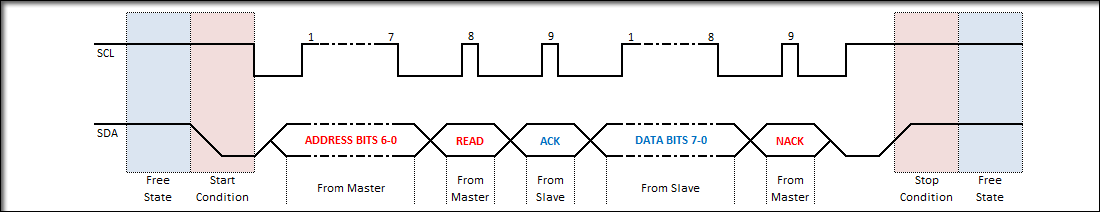 SCL
1
7
8
9
1
8
9
SDA
ADDRESS BITS 6-0
READ
ACK
DATA BITS 7-0
NACK
Free
State
Start
Condition
From Master
From
Master
From
Slave
From Slave
From
Master
Stop
Condition
Free
State